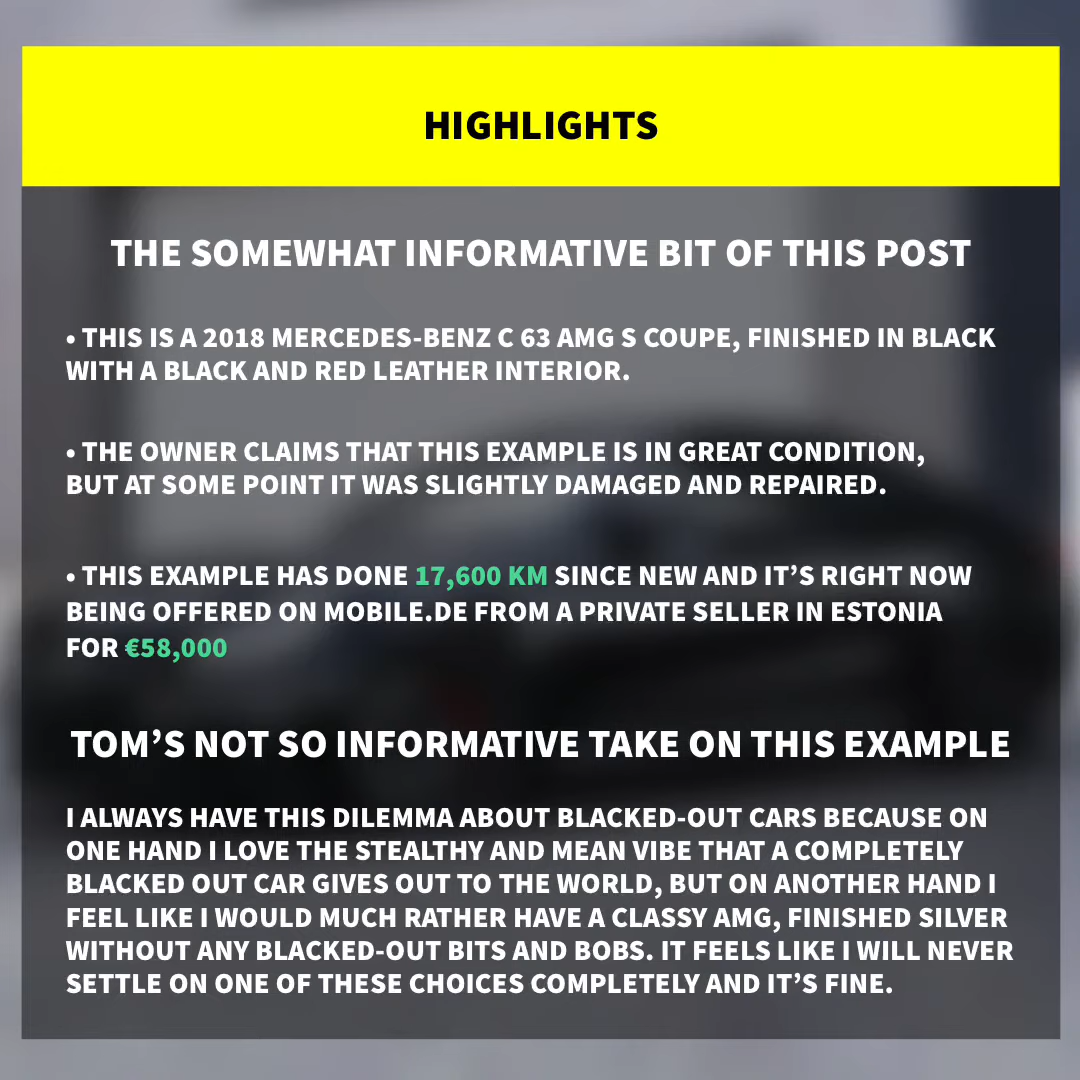 HIGHLIGHTS
THE SOMEWHAT INFORMATIVE BIT OF THIS POST
• THIS IS A 2018 MERCEDES-BENZ C 63 AMG S COUPE, FINISHED IN BLACK
WITH A BLACK AND RED LEATHER INTERIOR.
• THE OWNER CLAIMS THAT THIS EXAMPLE IS IN GREAT CONDITION,
BUT AT SOME POINT IT WAS SLIGHTLY DAMAGED AND REPAIRED.
• THIS EXAMPLE HAS DONE 17,600 KM SINCE NEW AND IT’S RIGHT NOW
BEING OFFERED ON MOBILE.DE FROM A PRIVATE SELLER IN ESTONIA
FOR €58,000
TOM’S NOT SO INFORMATIVE TAKE ON THIS EXAMPLE
I ALWAYS HAVE THIS DILEMMA ABOUT BLACKED-OUT CARS BECAUSE ON
ONE HAND I LOVE THE STEALTHY AND MEAN VIBE THAT A COMPLETELY
BLACKED OUT CAR GIVES OUT TO THE WORLD, BUT ON ANOTHER HAND I
FEEL LIKE I WOULD MUCH RATHER HAVE A CLASSY AMG, FINISHED SILVER
WITHOUT ANY BLACKED-OUT BITS AND BOBS. IT FEELS LIKE I WILL NEVER
SETTLE ON ONE OF THESE CHOICES COMPLETELY AND IT’S FINE.